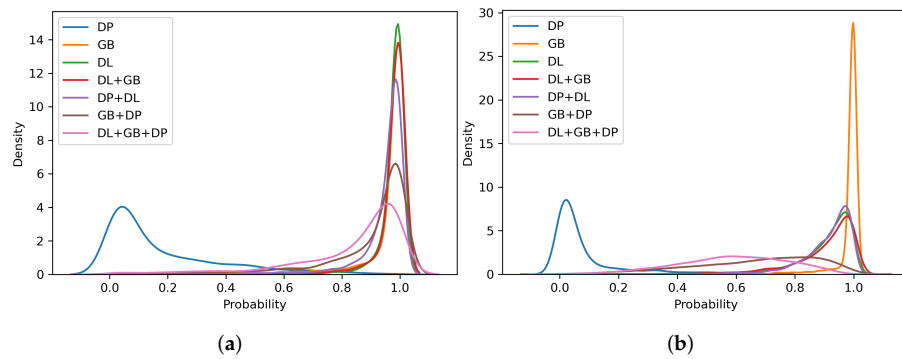 DP
GB
DL
DL+GB
DP+DL
GB+DP
DL+GB+DP
Density
14
12
10
8
6
4
2
0
0.0 0.2 0.4 0.6 0.8 1.0
Probability
(a)
DP
GB
DL
DL+GB
DP+DL
GB+DP
DL+GB+DP
Density
30
25
20
15
10
5
0
0.0 0.2 0.4 0.6 0.8 1.0
Probability
(b)